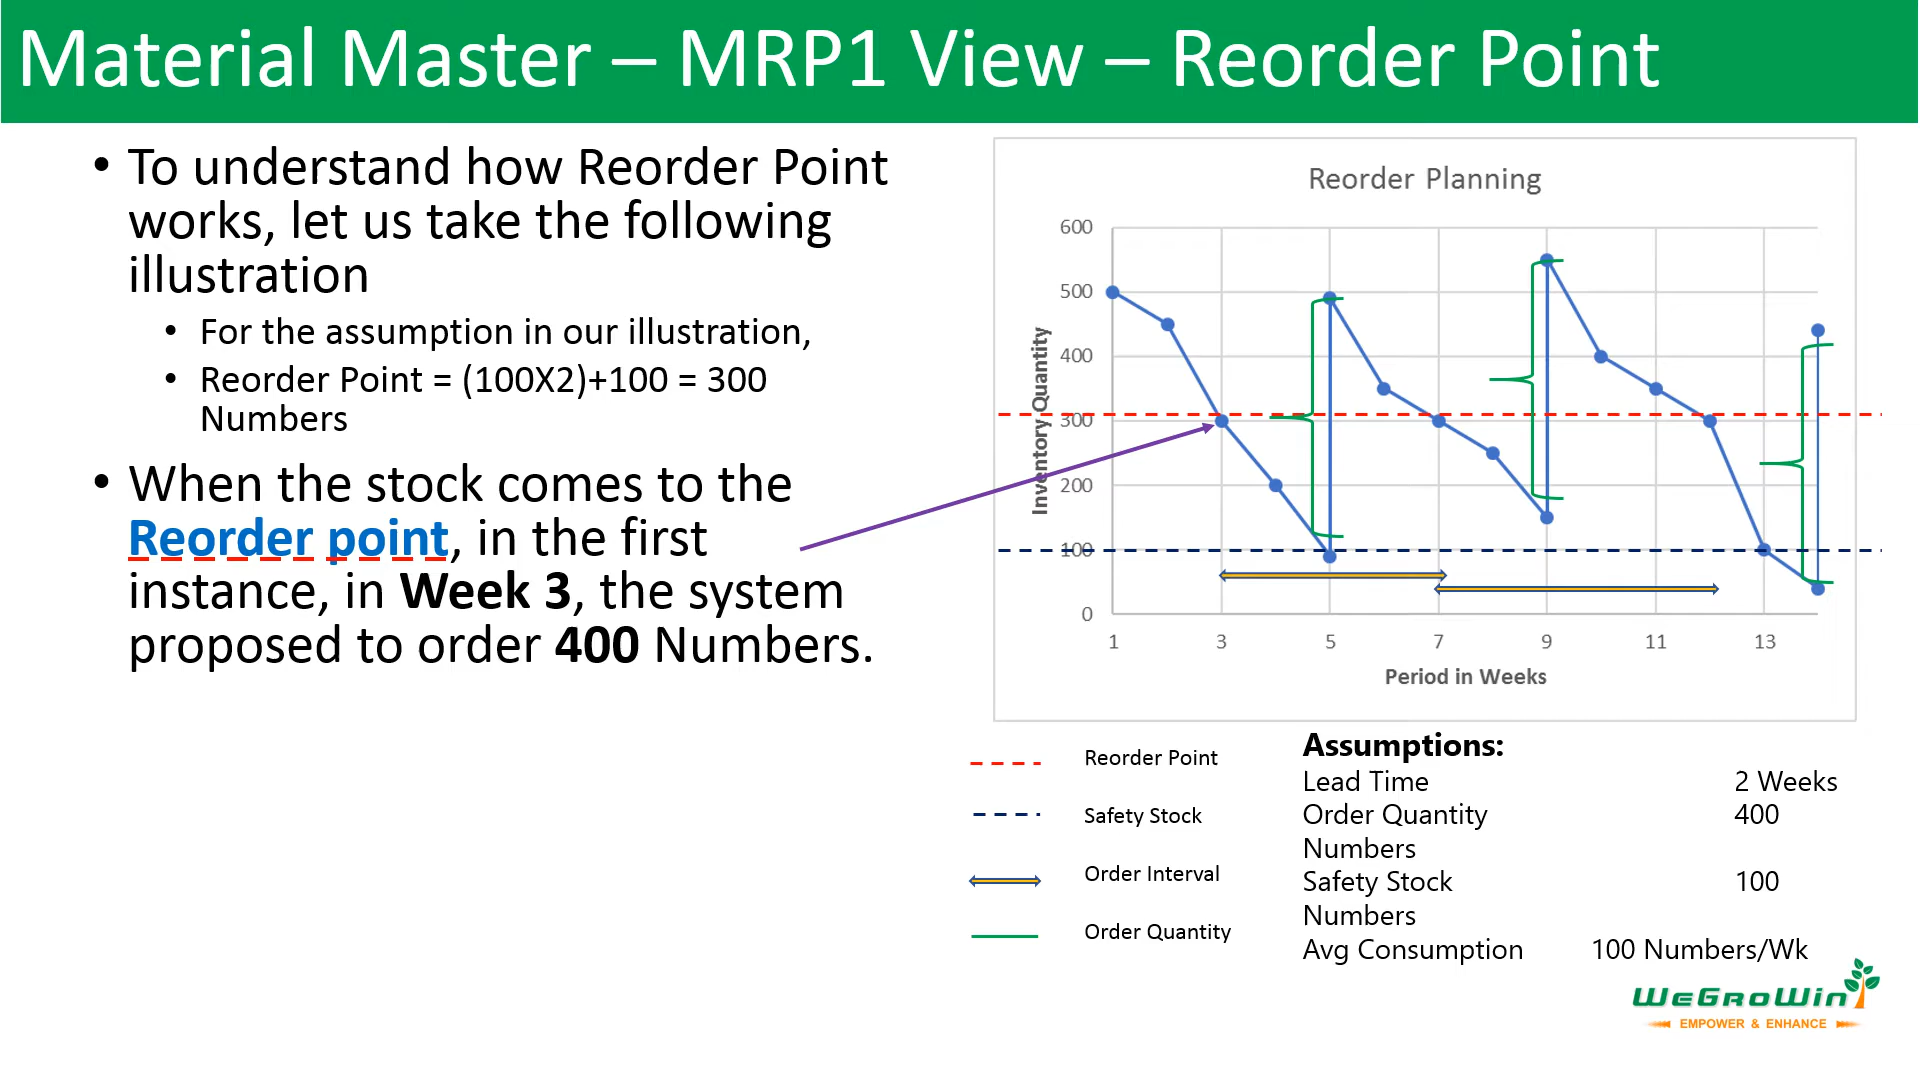 Material Master – MRP1 View – Reorder Point
• To understand how Reorder Point
works, let us take the following
illustration
• For the assumption in our illustration,
• Reorder Point = (100X2)+100 = 300
Numbers
• When the stock comes to the
Reorder point, in the first
instance, in Week 3, the system
proposed to order 400 Numbers.
Reorder Planning
Inventory Quantity
600
500
400
300
200
100
0
1 3 5 7 9 11 13
Period in Weeks
Reorder Point
Safety Stock
Order Interval
Order Quantity
Assumptions:
Lead Time 2 Weeks
Order Quantity 400
Numbers
Safety Stock 100
Numbers
Avg Consumption 100 Numbers/Wk
WeGroWin
EMPOWER & ENHANCE